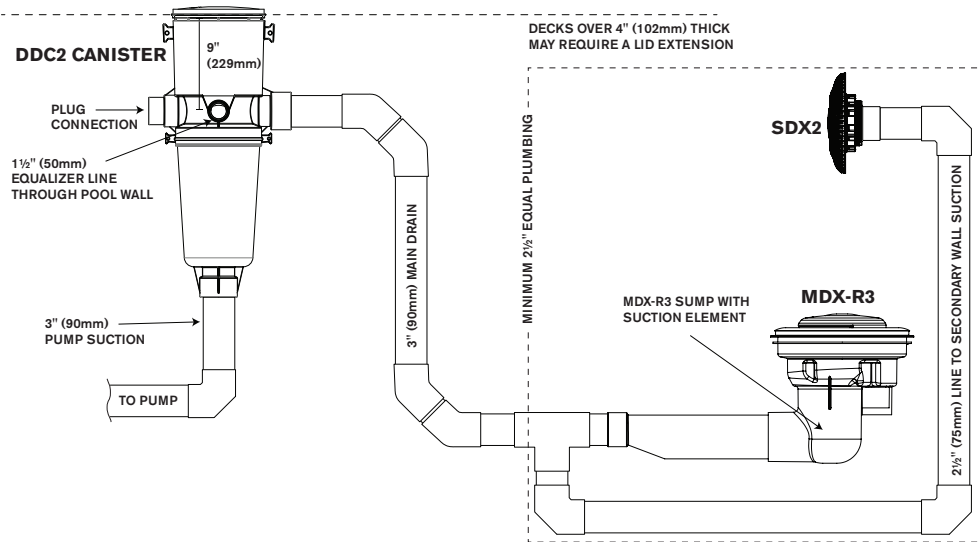 DECKS OVER 4" (102mm) THICK
MAY REQUIRE A LID EXTENSION
DDC2 CANISTER
9"
(229mm)
PLUG
CONNECTION
1½" (50mm)
EQUALIZER LINE
THROUGH POOL WALL
3" (90mm)
PUMP SUCTION
TO PUMP
3" (90mm) MAIN DRAIN
MINIMUM 2½" EQUAL PLUMBING
SDX2
MDX-R3 SUMP WITH
SUCTION ELEMENT
MDX-R3
2½" (75mm) LINE TO SECONDARY WALL SUCTION